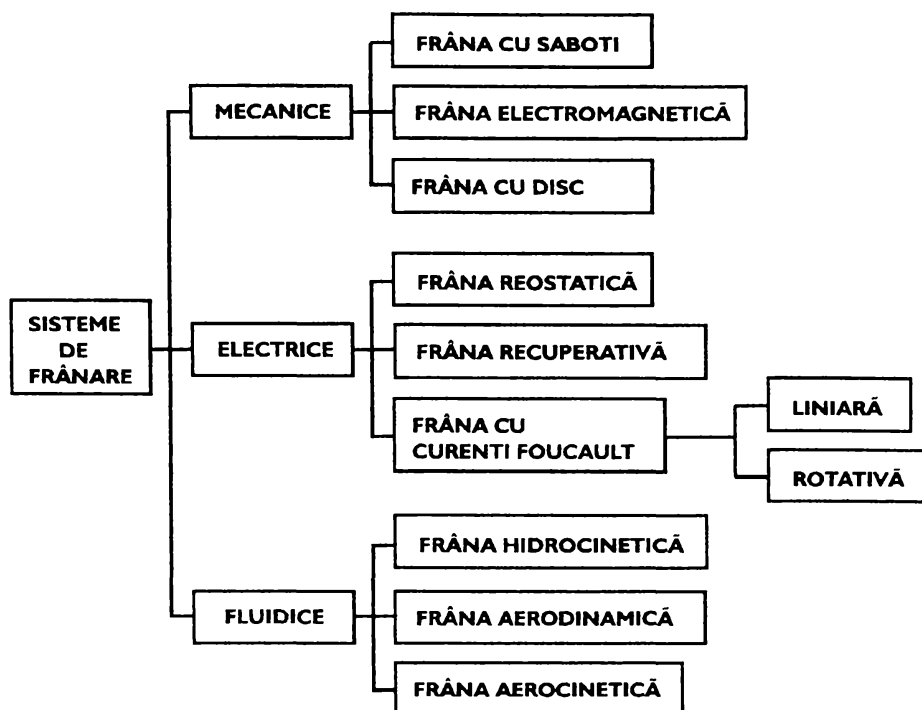 SISTEME
DE
FRÂNARE
MECANICE
FRÂNA CU SABOTI
FRÂNA ELECTROMAGNETICĂ
FRÂNA CU DISC
ELECTRICE
FRÂNA REOSTATICĂ
FRÂNA RECUPERATIVĂ
FRÂNA CU
CURENTI FOUCAULT
LINIARĂ
ROTATIVĂ
FLUIDICE
FRÂNA HIDROCINETICĂ
FRÂNA AERODINAMICĂ
FRÂNA AEROCINETICĂ